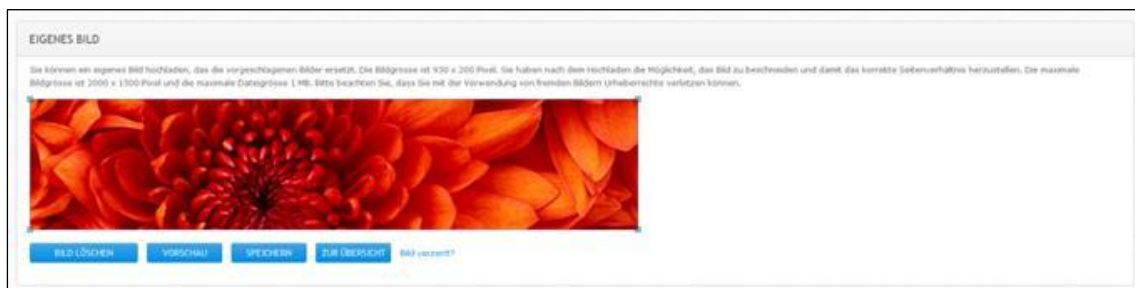 EIGENES BILD
Sie können ein eigenes Bild hochladen, das die vorgeschlagenen Bilder ersetzt. Die Bildgrösse ist 930 x 200 Pixel. Sie haben nach dem Hochladen die Möglichkeit, das Bild zu beschneiden und damit das korrekte Seitenverhältnis herzustellen. Die maximale
Bildgrösse ist 2000 x 1500 Pixel und die maximale Dateigrösse 1 MB. Bitte beachten Sie, dass Sie mit der Verwendung von fremden Bildern Urheberrechte verletzen können.
BILD LÖSCHEN VORSCHAU SPEICHERN ZUR ÜBERSICHT Bild verzerrt?